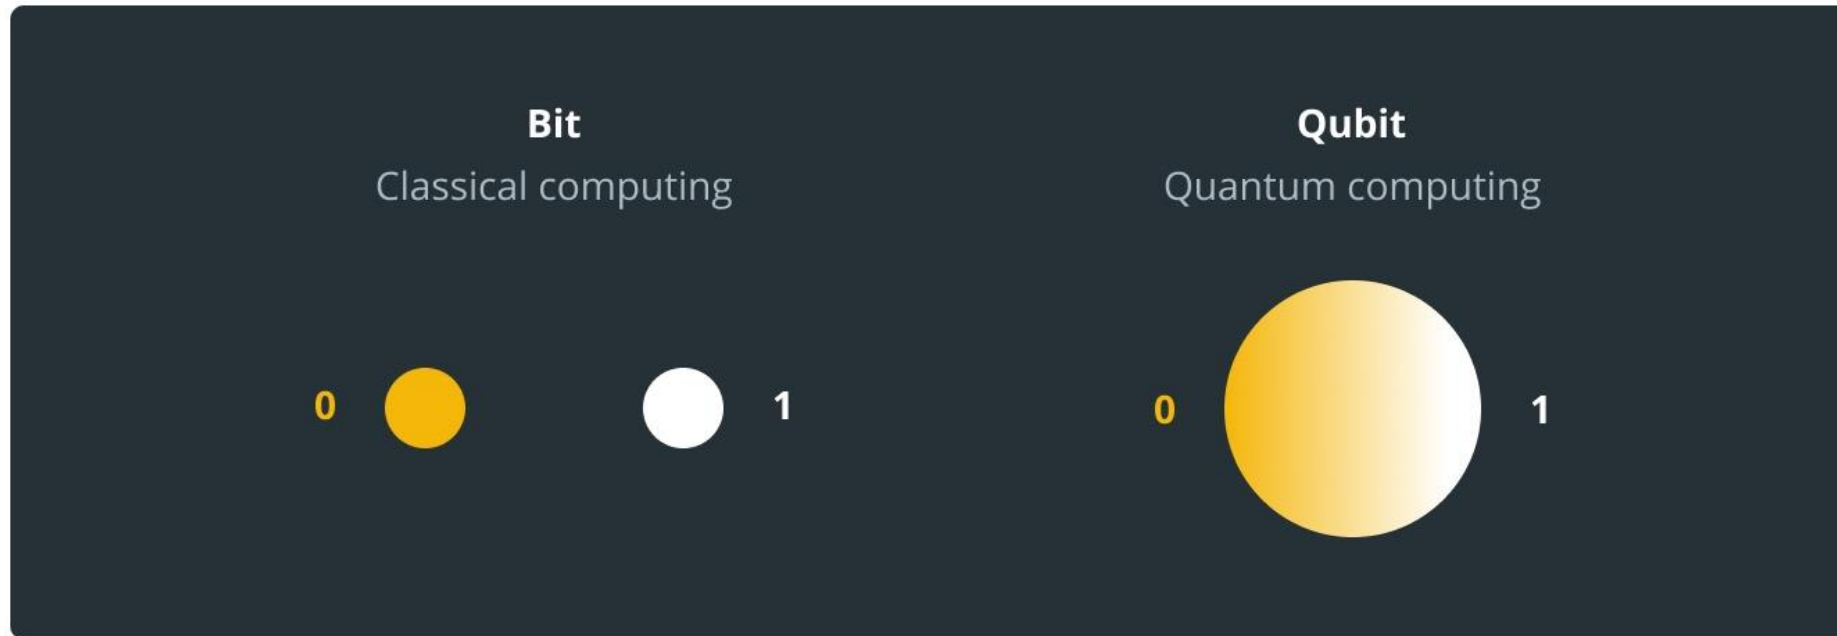 Bit
Classical computing
0
1
Qubit
Quantum computing
0
1